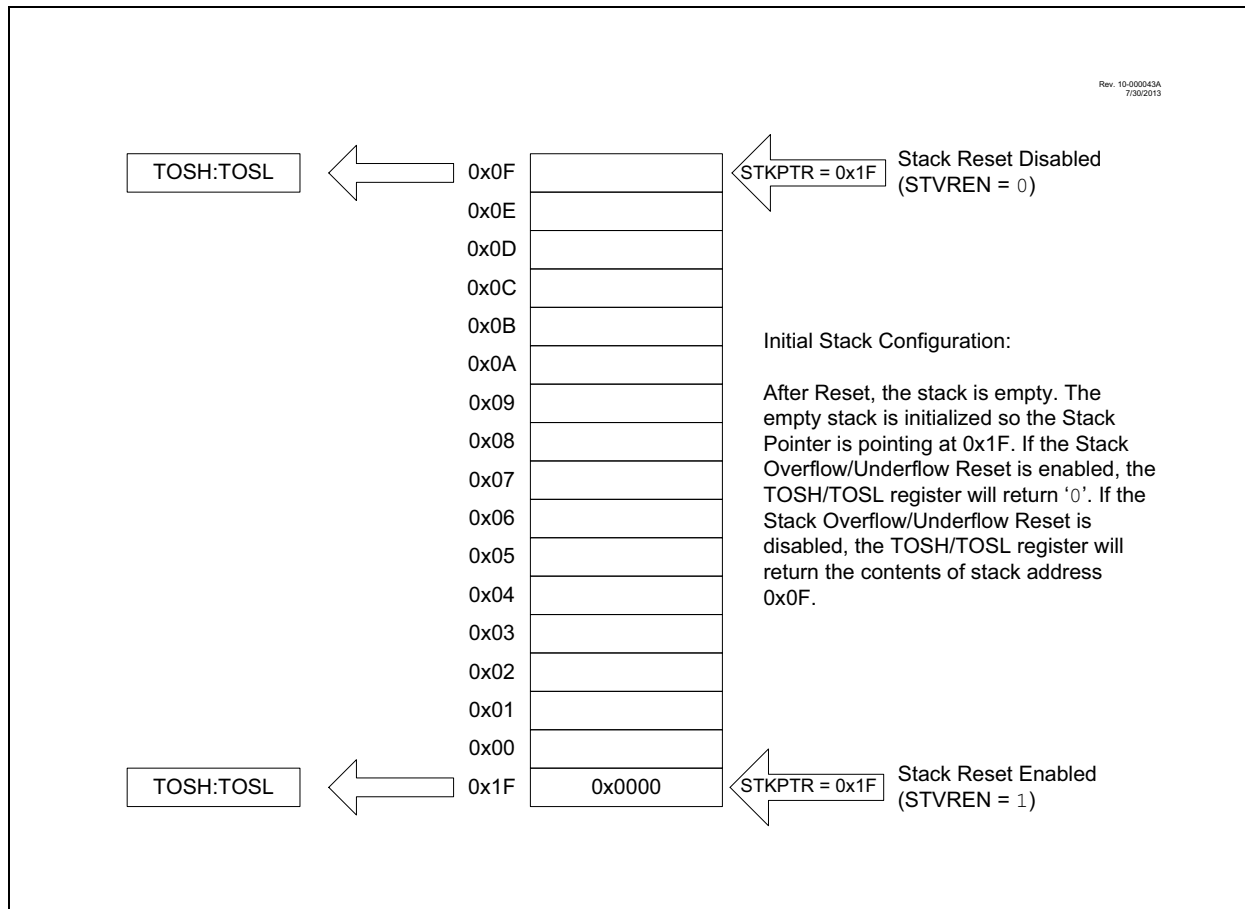 Rev. 10-000043A
7/30/2013
TOSH:TOSL
0x0F
STKPTR = 0x1F
Stack Reset Disabled
(STVREN = 0)
0x0E
0x0D
0x0C
0x0B
0x0A
0x09
0x08
0x07
0x06
0x05
0x04
0x03
0x02
0x01
0x00
Initial Stack Configuration:
After Reset, the stack is empty. The
empty stack is initialized so the Stack
Pointer is pointing at 0x1F. If the Stack
Overflow/Underflow Reset is enabled, the
TOSH/TOSL register will return ‘0’. If the
Stack Overflow/Underflow Reset is
disabled, the TOSH/TOSL register will
return the contents of stack address
0x0F.
TOSH:TOSL
0x1F
0x0000
STKPTR = 0x1F
Stack Reset Enabled
(STVREN = 1)